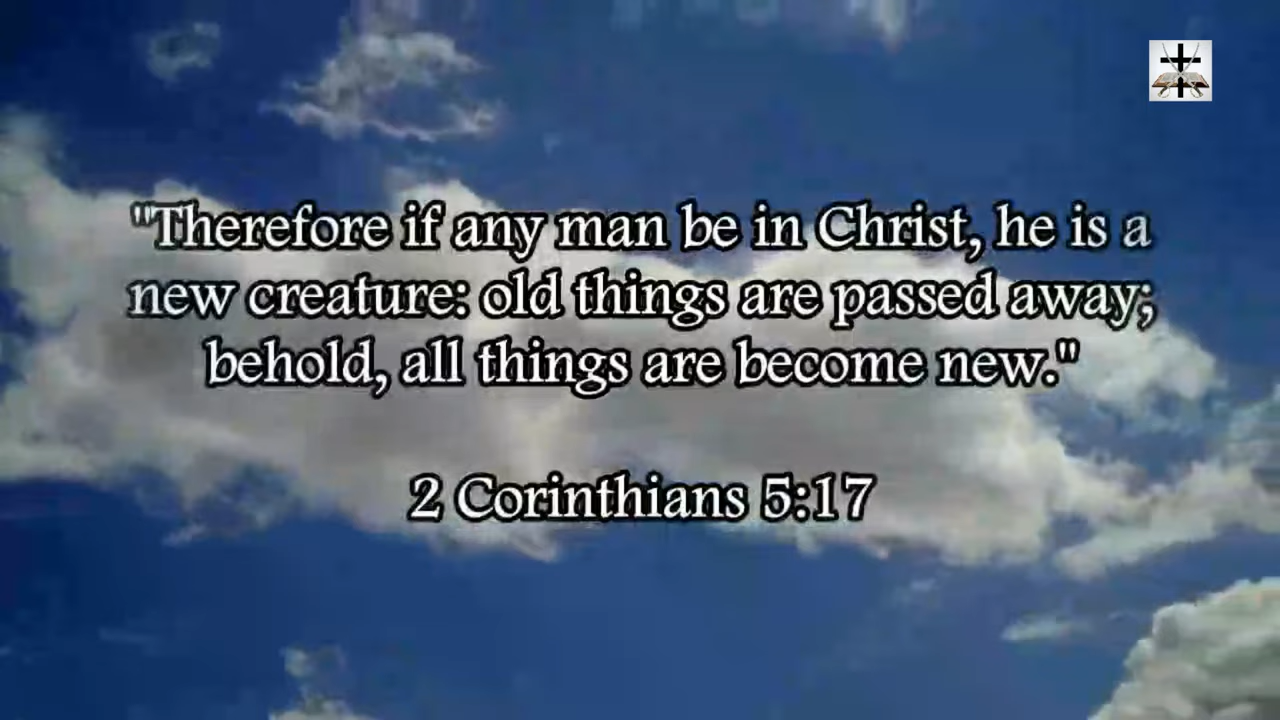 "Therefore if any man be in Christ, he is a
new creature: old things are passed away;
behold, all things are become new."
2 Corinthians 5:17